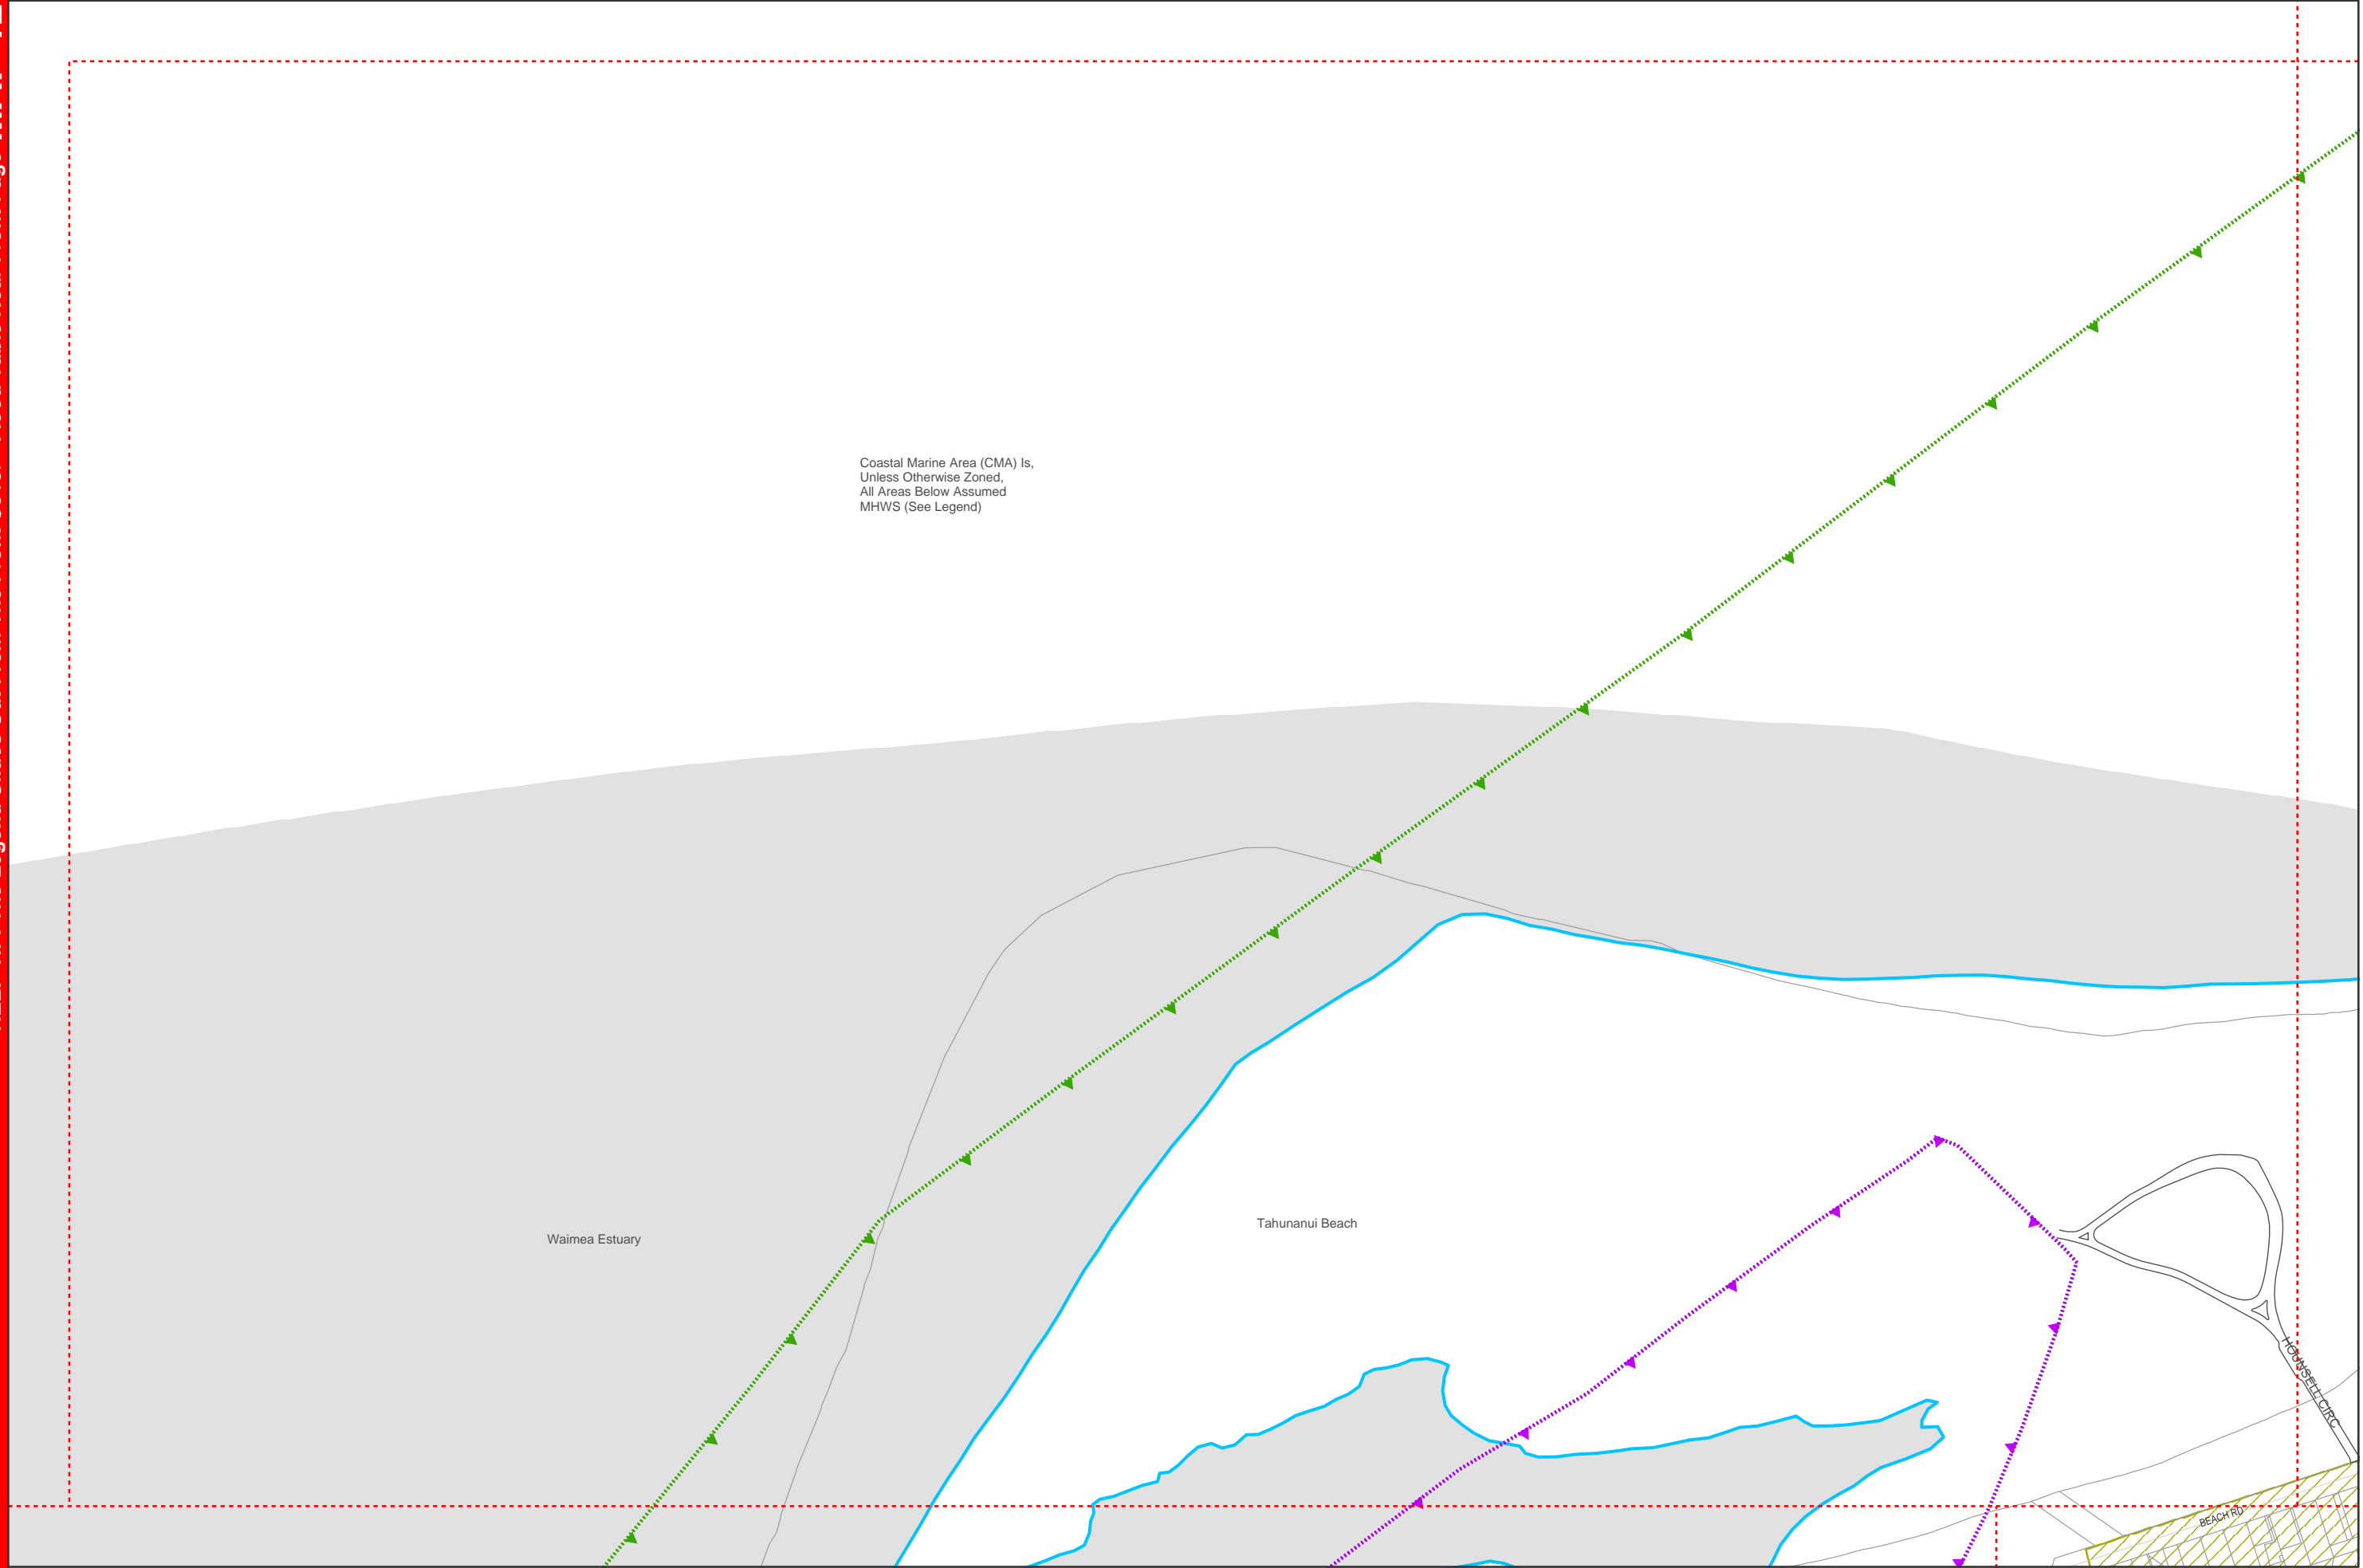 Coastal Marine Area (CMA) Is,
Unless Otherwise Zoned,
All Areas Below Assumed
MHWS (See Legend)
Waimea Estuary
Tahunanui Beach
HOUNSELL CIRC
BEACH RD